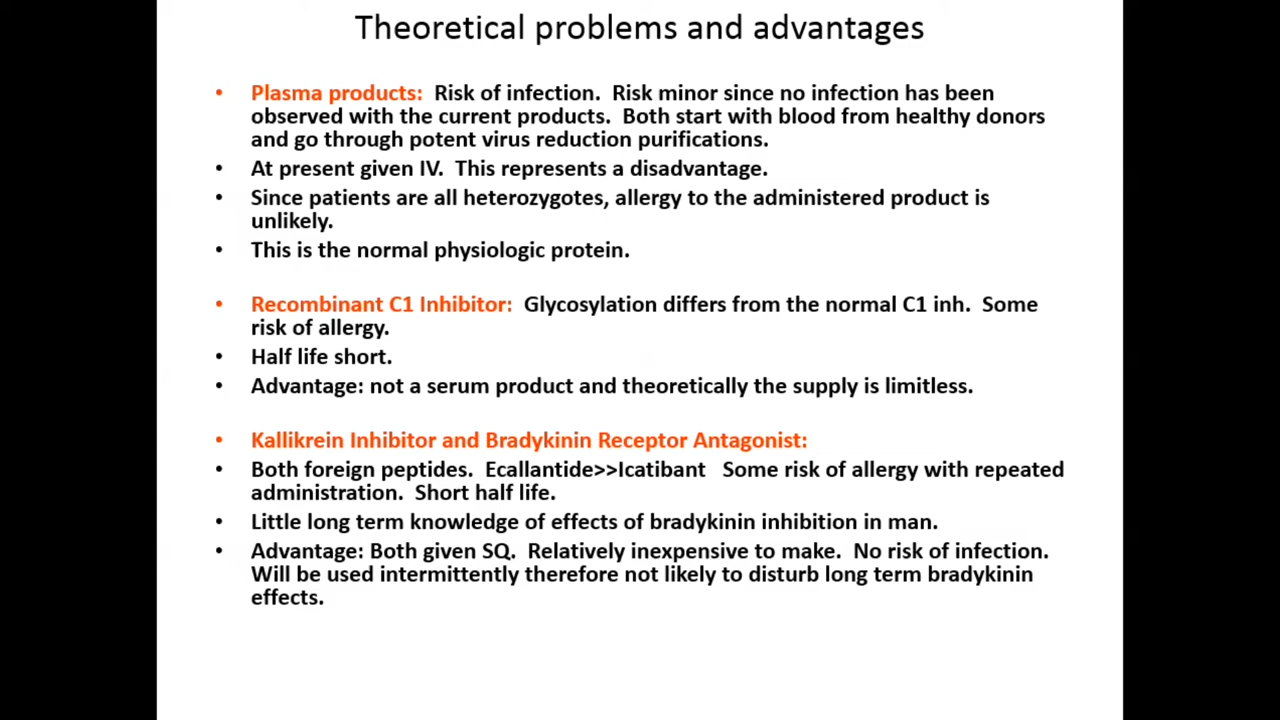 Theoretical problems and advantages
• Plasma products: Risk of infection. Risk minor since no infection has been
observed with the current products. Both start with blood from healthy donors
and go through potent virus reduction purifications.
• At present given IV. This represents a disadvantage.
• Since patients are all heterozygotes, allergy to the administered product is
unlikely.
• This is the normal physiologic protein.
• Recombinant C1 Inhibitor: Glycosylation differs from the normal C1 inh. Some
risk of allergy.
• Half life short.
• Advantage: not a serum product and theoretically the supply is limitless.
• Kallikrein Inhibitor and Bradykinin Receptor Antagonist:
• Both foreign peptides. Ecallantide>>Icatibant Some risk of allergy with repeated
administration. Short half life.
• Little long term knowledge of effects of bradykinin inhibition in man.
• Advantage: Both given SQ. Relatively inexpensive to make. No risk of infection.
Will be used intermittently therefore not likely to disturb long term bradykinin
effects.